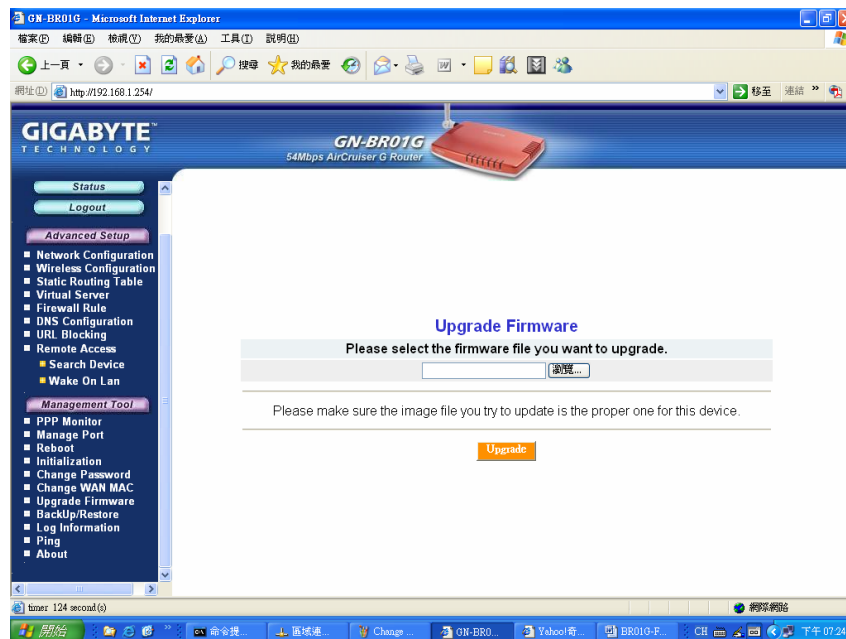 GN-BR01G - Microsoft Internet Explorer
檔案(F) 編輯(E) 檢視(V) 我的最愛(A) 工具(T) 說明(H)
上一頁 搜尋 我的最愛
網址(D) http://192.168.1.254/ 移至 連結 »
GIGABYTE™
TECHNOLOGY
GN-BR01G
54Mbps AirCruiser G Router
Status
Logout
Advanced Setup
Network Configuration
Wireless Configuration
Static Routing Table
Virtual Server
Firewall Rule
DNS Configuration
URL Blocking
Remote Access
Search Device
Wake On Lan
Management Tool
PPP Monitor
Manage Port
Reboot
Initialization
Change Password
Change WAN MAC
Upgrade Firmware
BackUp/Restore
Log Information
Ping
About
Upgrade Firmware
Please select the firmware file you want to upgrade.
瀏覽...
Please make sure the image file you try to update is the proper one for this device.
Upgrade
timer 124 second(s) 網際網路
開始 » 命令提... 區域連... Change ... GN-BR0... Yahoo!奇... BR01G-F... CH 下午 07:24